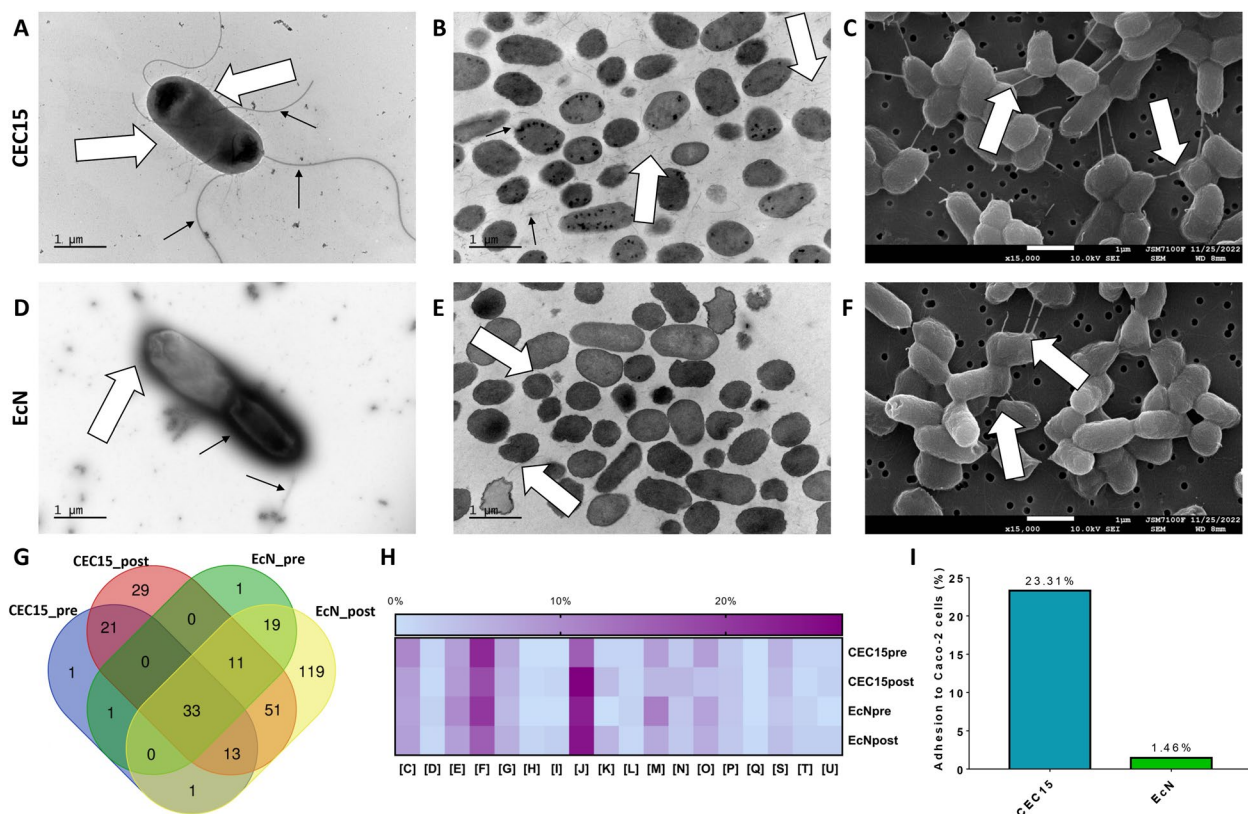 A
B
C
CEC15
1 µm
1 µm
1µm JSM7100F 11/25/2022
x15,000 10.0kV SEI SEM WD 8mm
D
E
F
EcN
1 µm
1 µm
1µm JSM7100F 11/25/2022
x15,000 10.0kV SEI SEM WD 8mm
G
CEC15_post
EcN_pre
CEC15_pre
EcN_post
29
1
21
0
19
1
0
11
119
1
33
51
0
13
1
H
0% 10% 20%
CEC15pre
CEC15post
EcNpre
EcNpost
[C] [D] [E] [F] [G] [H] [I] [J] [K] [L] [M] [N] [O] [P] [Q] [S] [T] [U]
I
Adhesion to Caco-2 cells (%)
25
20
15
10
5
0
23.31%
1.46%
CEC15
EcN